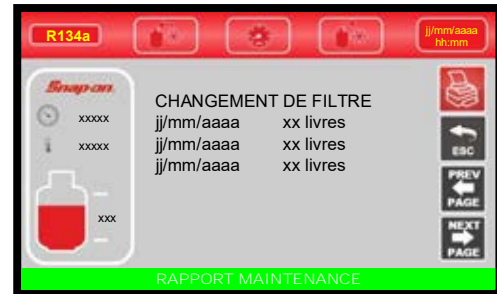 R134a
jj/mm/aaaa
hh:mm
Snap-on
xxxxx
xxxxx
xxx
CHANGEMENT DE FILTRE
jj/mm/aaaa xx livres
jj/mm/aaaa xx livres
jj/mm/aaaa xx livres
ESC
PREV
PAGE
NEXT
PAGE
RAPPORT MAINTENANCE